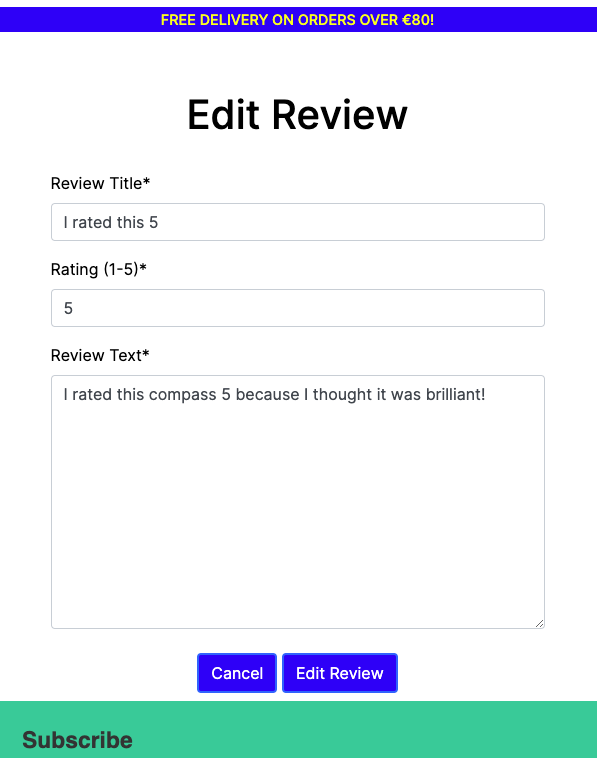 FREE DELIVERY ON ORDERS OVER €80!
Edit Review
Review Title*
I rated this 5
Rating (1-5)*
5
Review Text*
I rated this compass 5 because I thought it was brilliant!
Cancel Edit Review
Subscribe